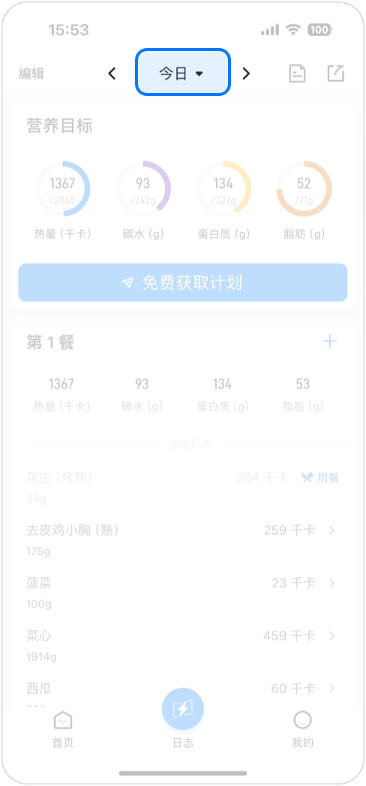 15:53
100
编辑
今日
营养目标
1367 93 134 52
/2865 /242g /327g /71g
热量 (千卡) 碳水 (g) 蛋白质 (g) 脂肪 (g)
免费获取计划
第 1 餐
1367 93 134 53
热量 (千卡) 碳水 (g) 蛋白质 (g) 脂肪 (g)
花生 (烤熟) 204 千卡 用餐
34g
去皮鸡小胸 (熟) 259 千卡
175g
菠菜 23 千卡
100g
菜心 459 千卡
1914g
西瓜 60 千卡
首页 日志 我的